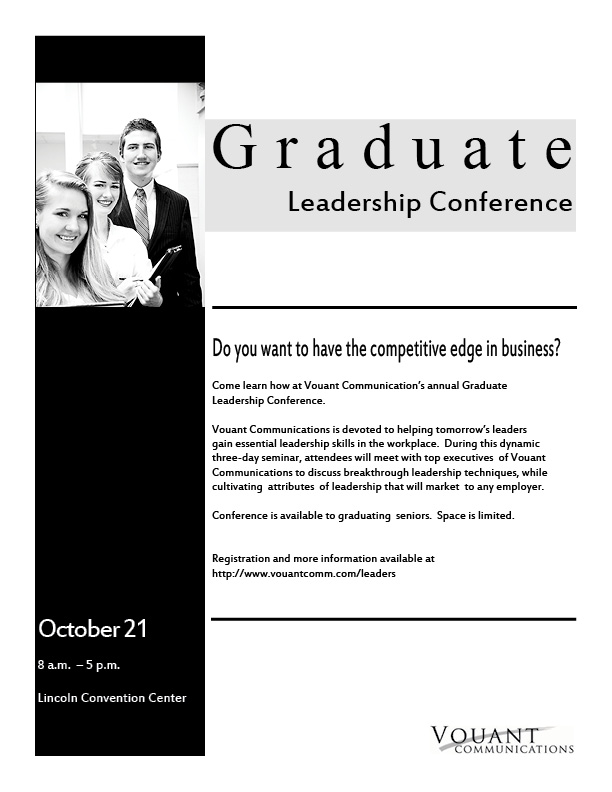 Graduate
Leadership Conference
Do you want to have the competitive edge in business?
Come learn how at Vouant Communication's annual Graduate
Leadership Conference.
Vouant Communications is devoted to helping tomorrow's leaders
gain essential leadership skills in the workplace. During this dynamic
three-day seminar, attendees will meet with top executives of Vouant
Communications to discuss breakthrough leadership techniques, while
cultivating attributes of leadership that will market to any employer.
Conference is available to graduating seniors. Space is limited.
Registration and more information available at
http://www.vouantcomm.com/leaders
October 21
8 a.m. – 5 p.m.
Lincoln Convention Center
VOUANT
COMMUNICATIONS